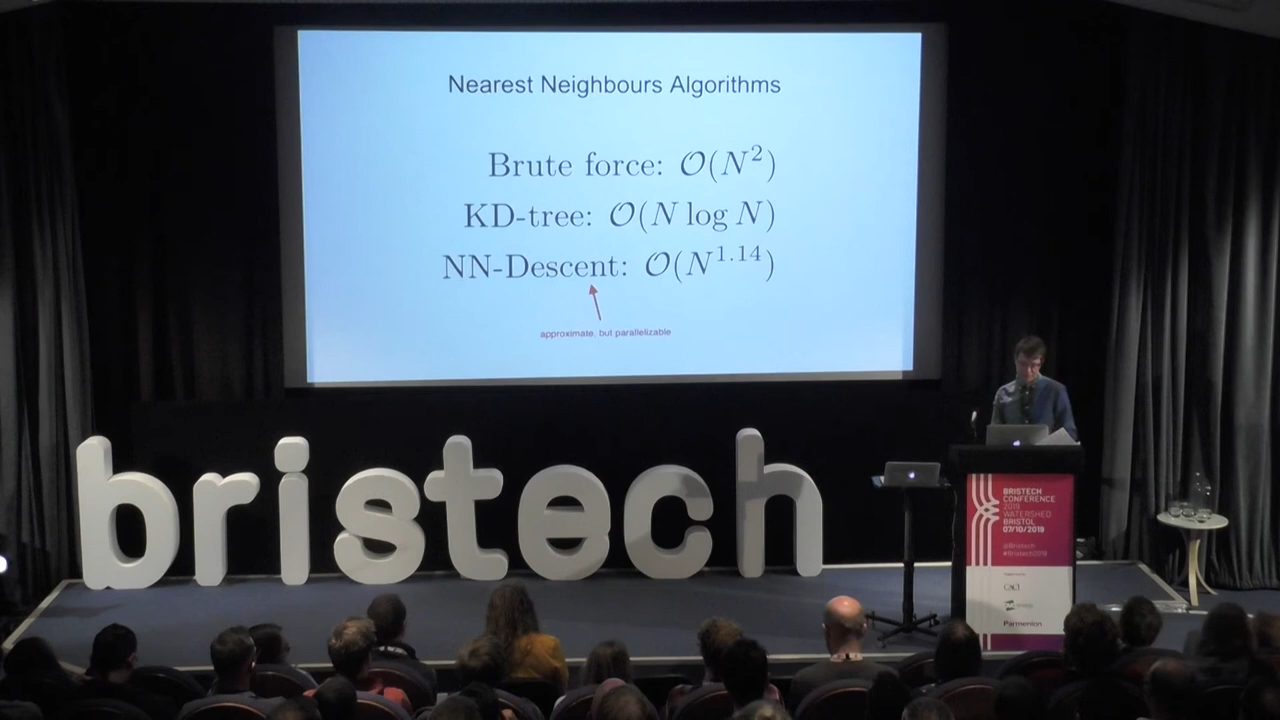 Nearest Neighbours Algorithms
Brute force: 𝒪(N²)
KD-tree: 𝒪(N log N)
NN-Descent: 𝒪(N^1.14)
approximate, but parallelizable
bristech
BRISTECH
CONFERENCE
2019
WATERSHED
BRISTOL
07/10/2019
@Bristech
#Bristech2019
Parmenion